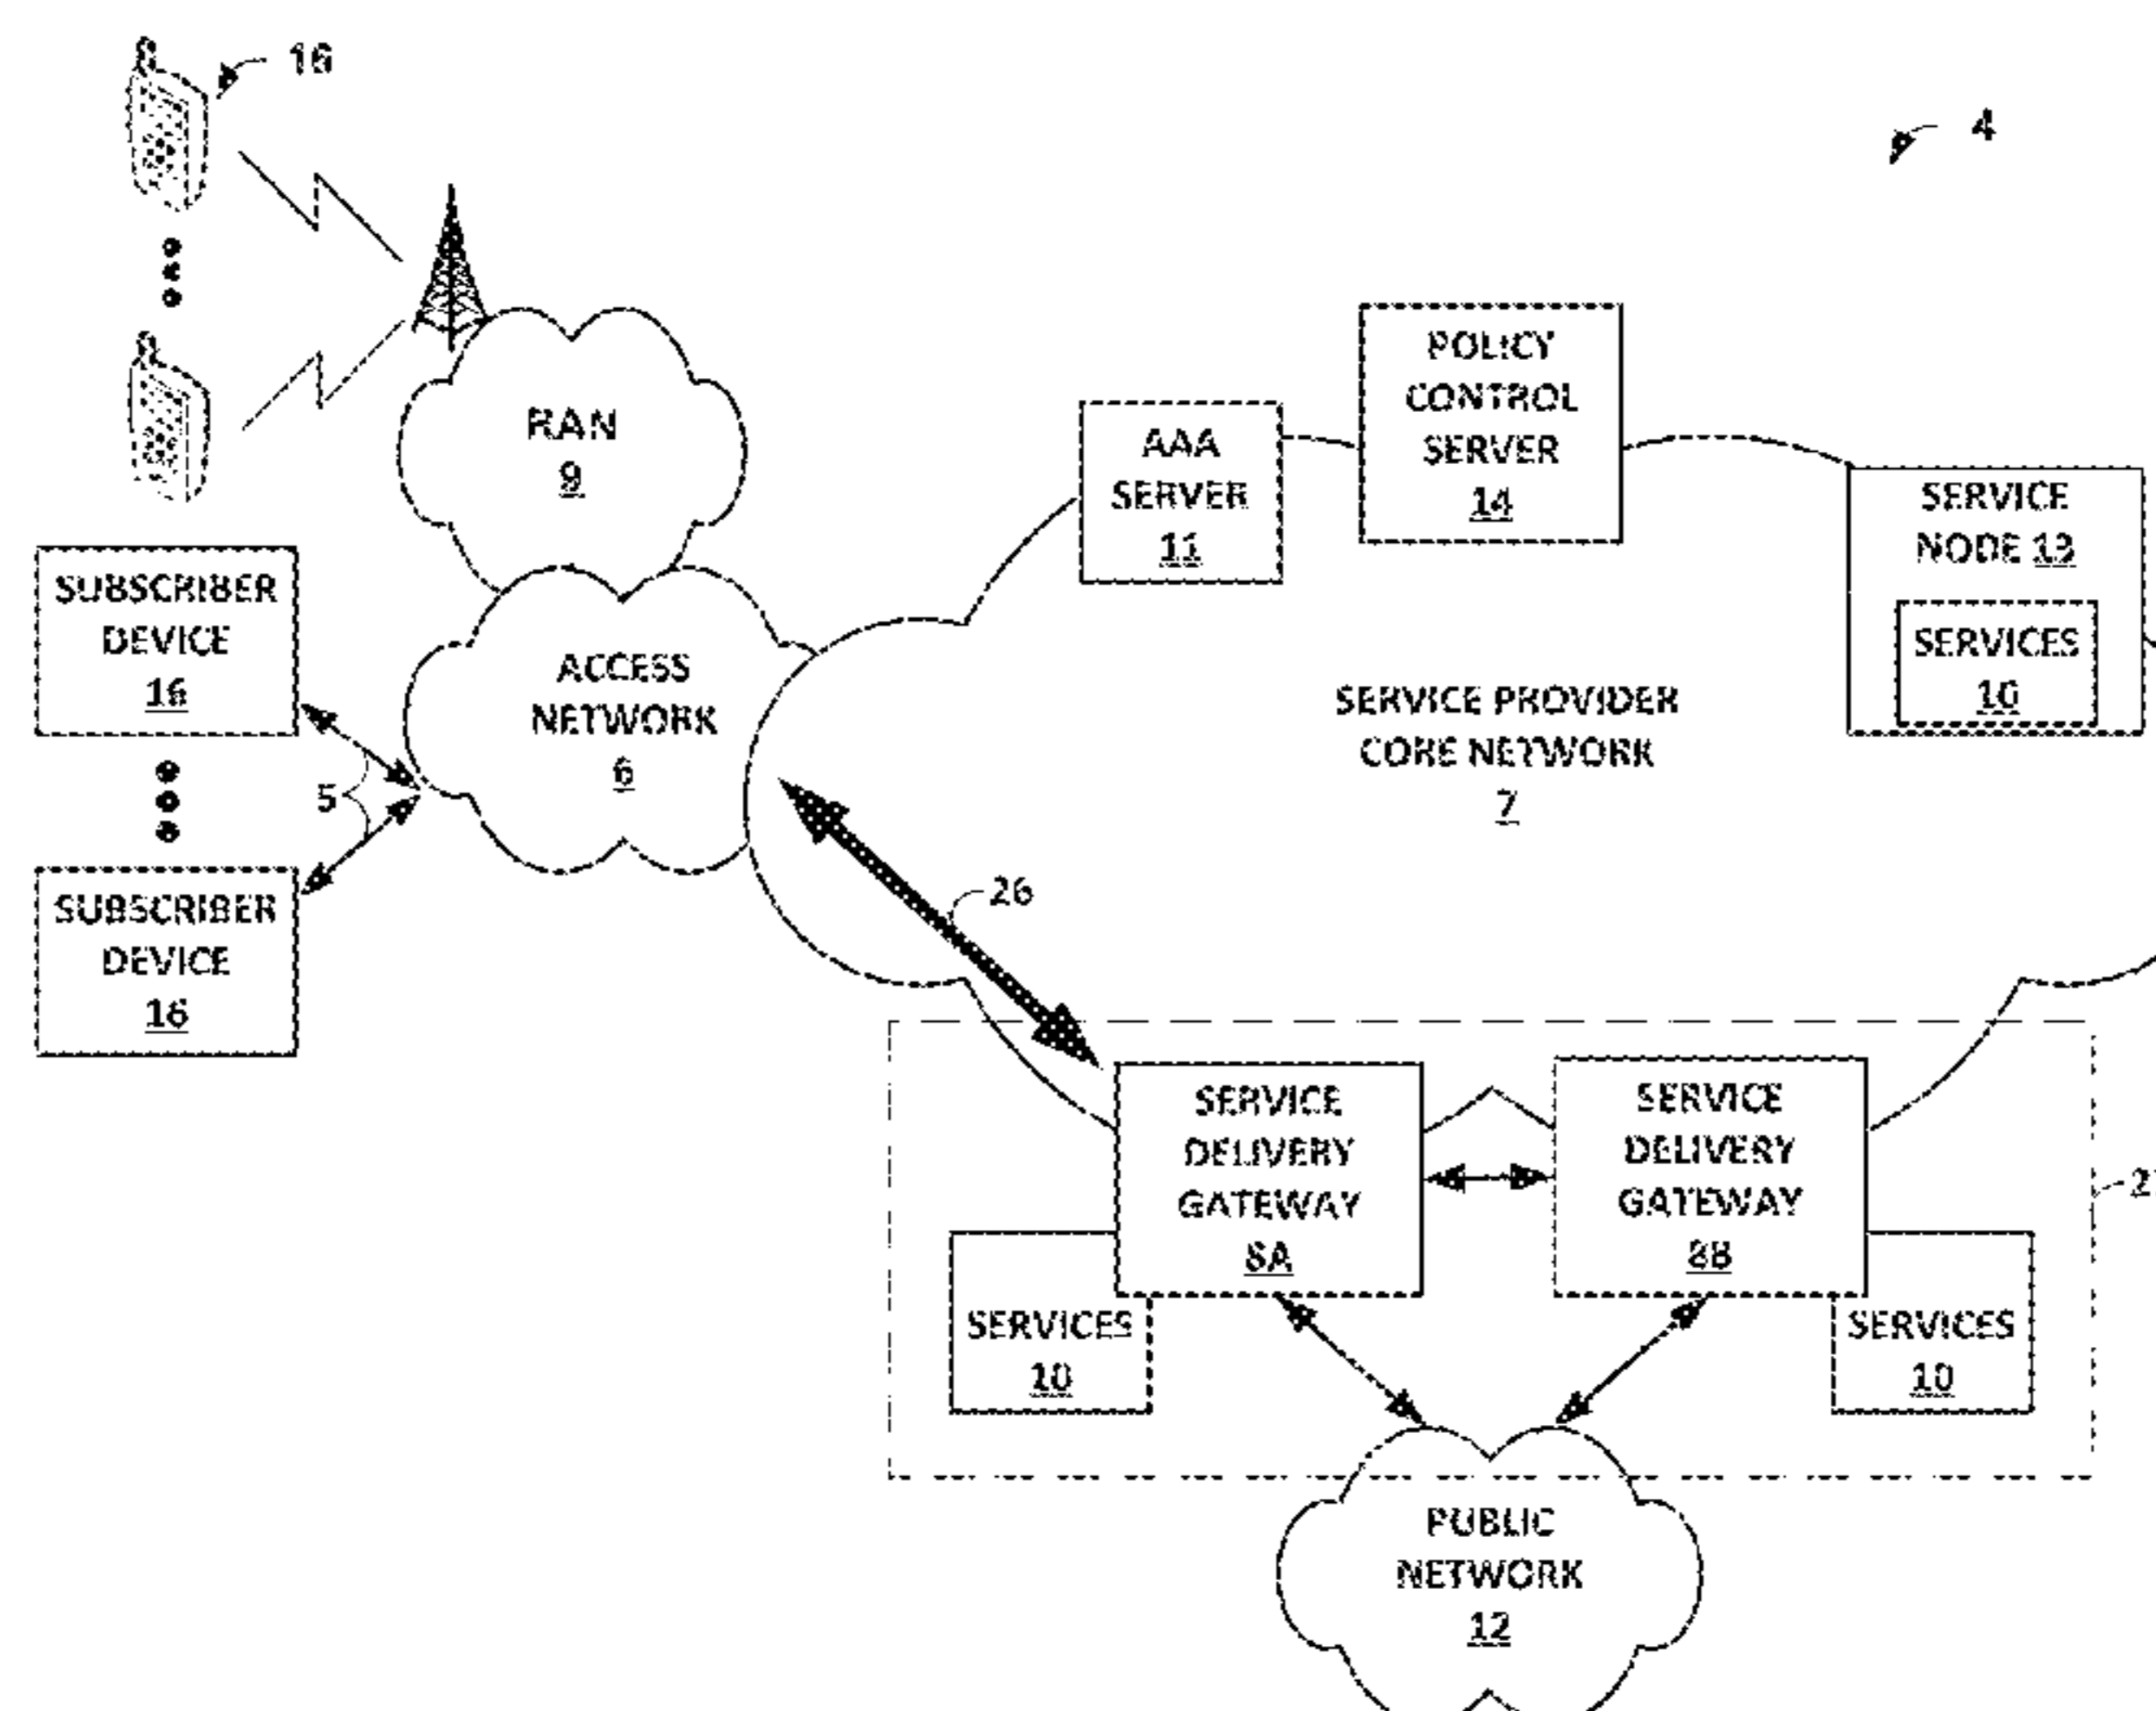 16
4
RAN
9
POLICY
CONTROL
SERVER
14
AAA
SERVER
11
SERVICE
NODE 13
SERVICES
10
SUBSCRIBER
DEVICE
16
ACCESS
NETWORK
6
SERVICE PROVIDER
CORE NETWORK
7
5
SUBSCRIBER
DEVICE
16
26
SERVICE
DELIVERY
GATEWAY
8A
SERVICE
DELIVERY
GATEWAY
8B
SERVICES
10
SERVICES
10
PUBLIC
NETWORK
12